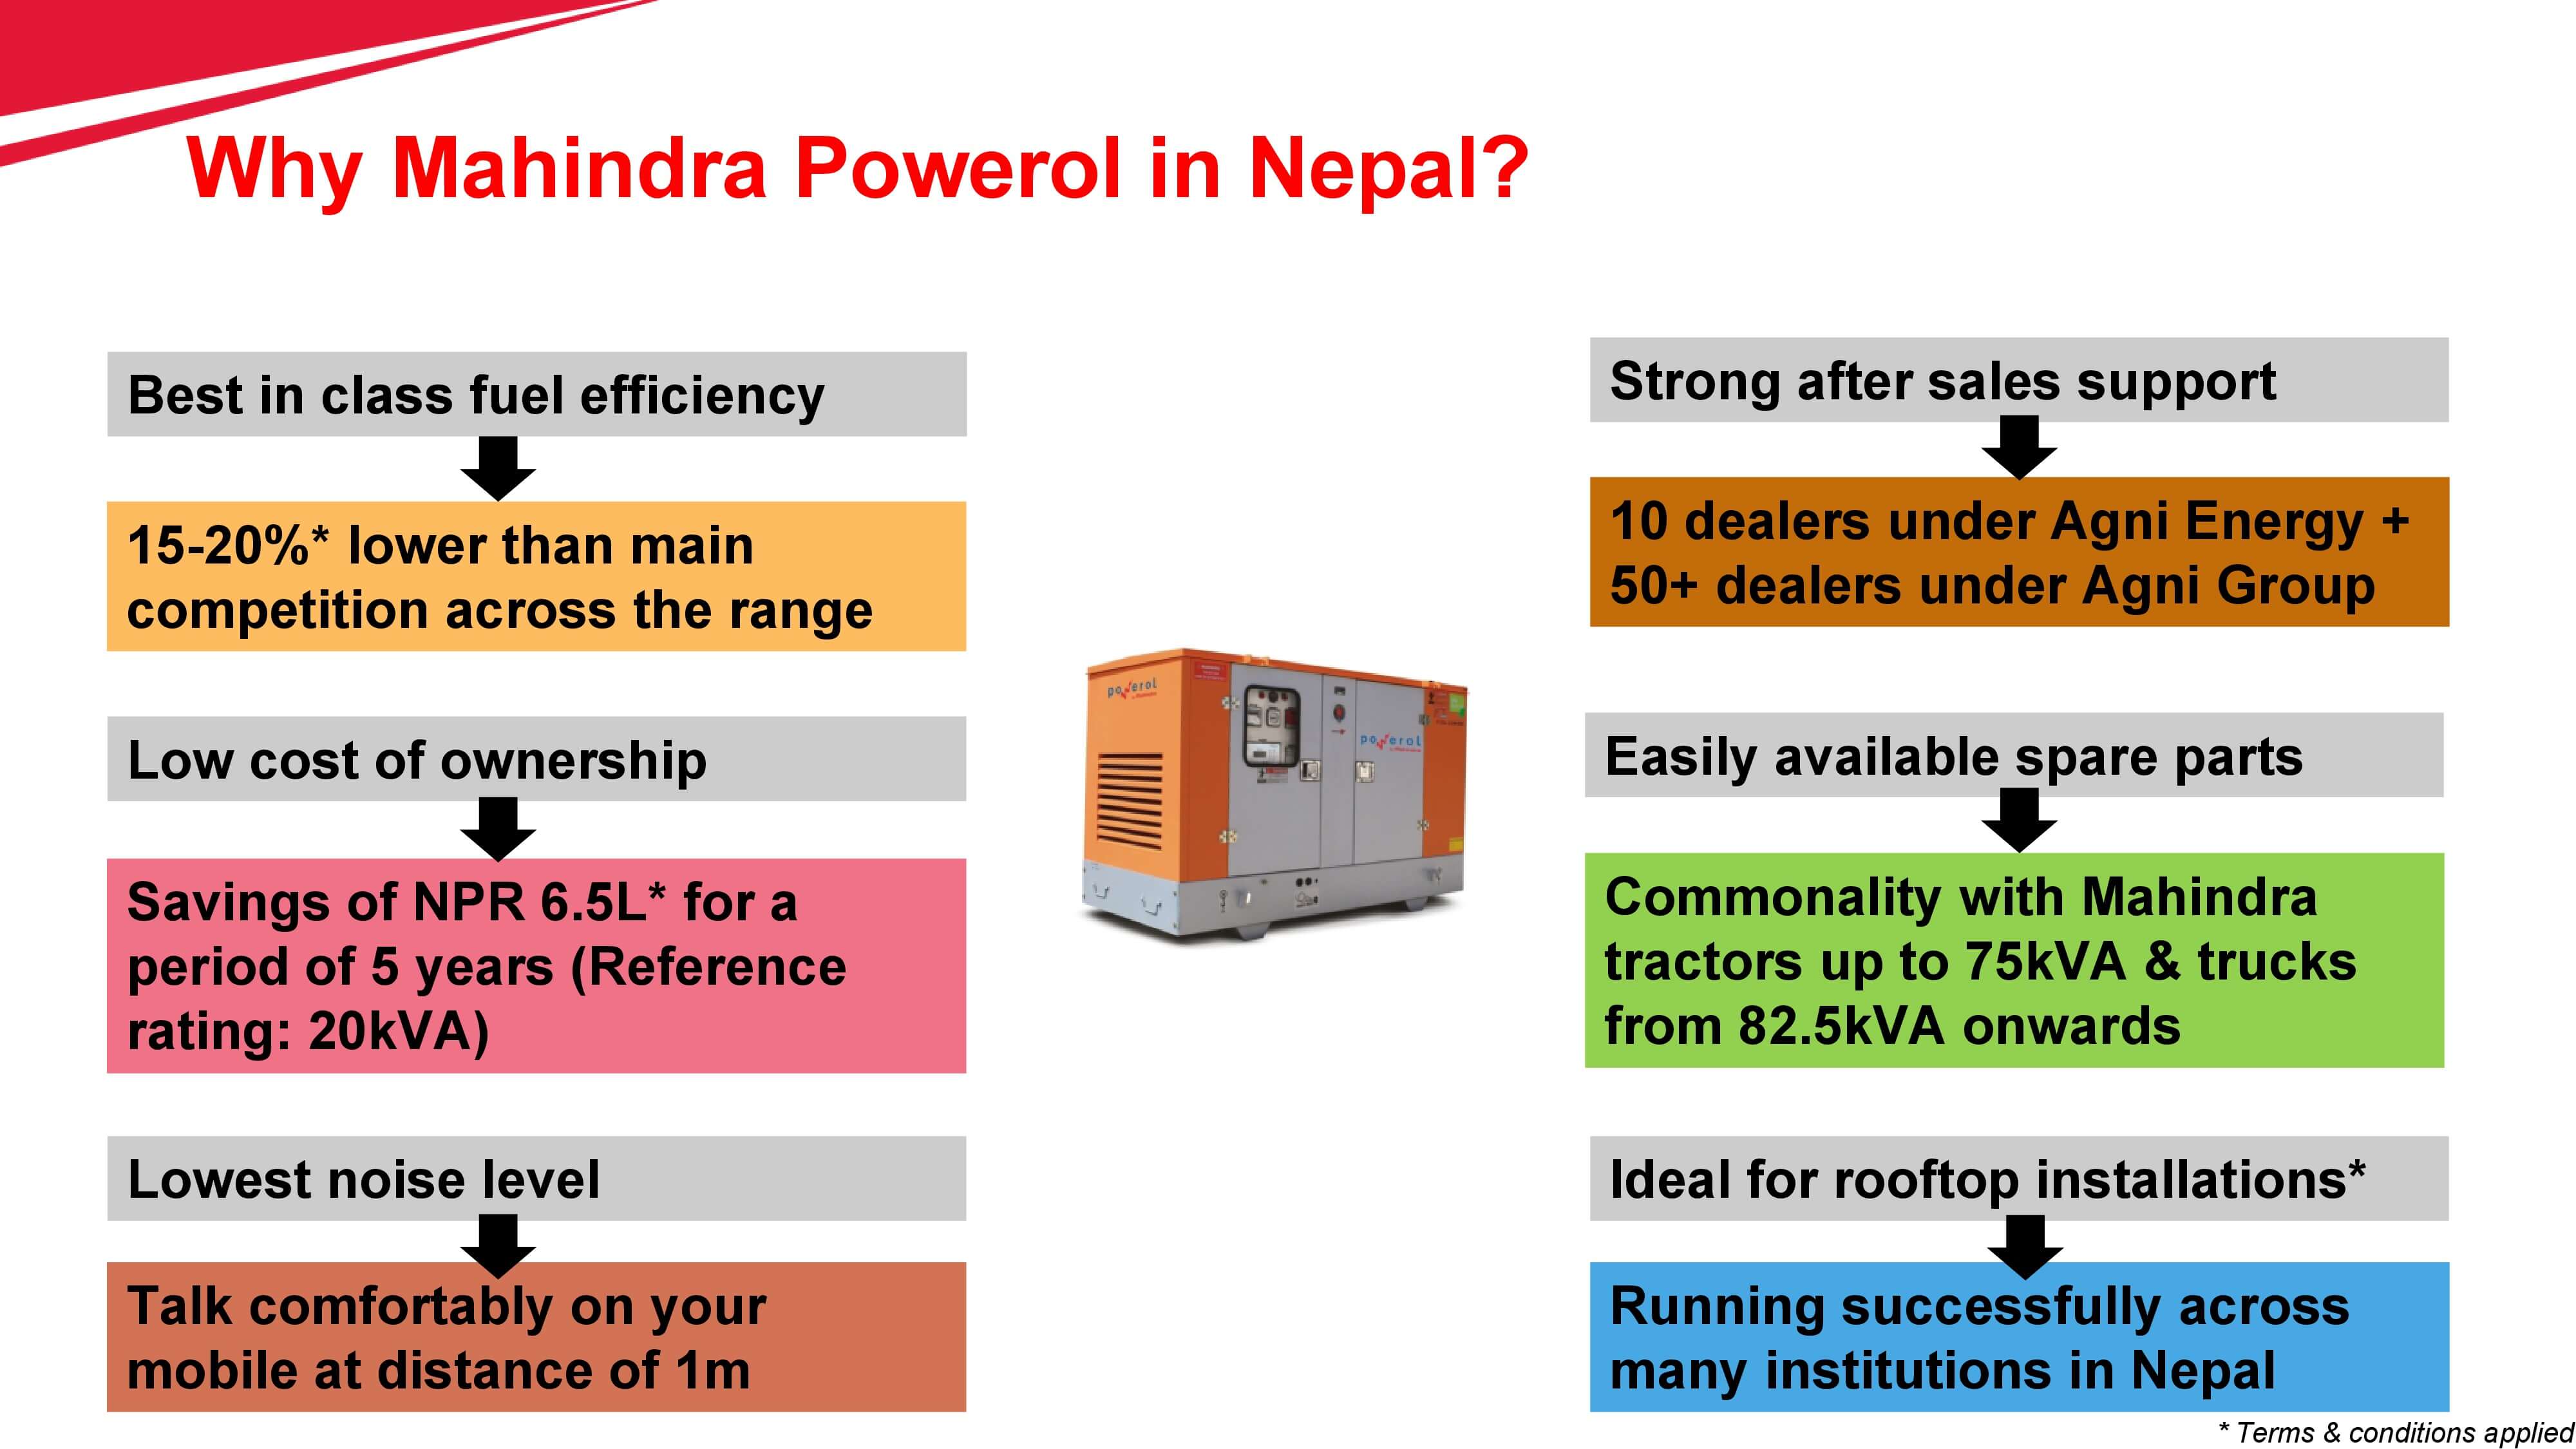 Why Mahindra Powerol in Nepal?
Best in class fuel efficiency
15-20%* lower than main
competition across the range
Low cost of ownership
Savings of NPR 6.5L* for a
period of 5 years (Reference
rating: 20kVA)
Lowest noise level
Talk comfortably on your
mobile at distance of 1m
powerol
powerol
Strong after sales support
10 dealers under Agni Energy +
50+ dealers under Agni Group
Easily available spare parts
Commonality with Mahindra
tractors up to 75kVA & trucks
from 82.5kVA onwards
Ideal for rooftop installations*
Running successfully across
many institutions in Nepal
* Terms & conditions applied